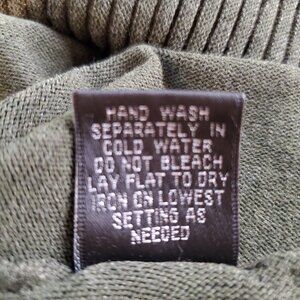 HAND WASH
SEPARATELY IN
COLD WATER
DO NOT BLEACH
LAY FLAT TO DRY
IRON ON LOWEST
SETTING AS
NEEDED